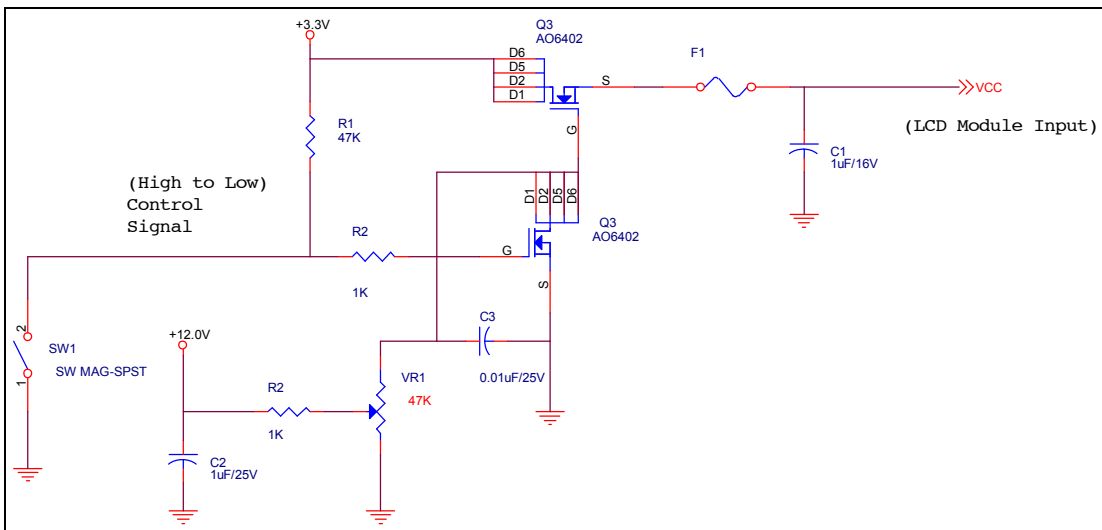 +3.3V
Q3
AO6402
D6
D5
D2
D1
S
G
F1
VCC
(LCD Module Input)
R1
47K
C1
1uF/16V
(High to Low)
Control
Signal
D1
D2
D5
D6
Q3
AO6402
R2
G
1K
S
2
SW1
SW MAG-SPST
1
+12.0V
C3
0.01uF/25V
R2
1K
VR1
47K
C2
1uF/25V